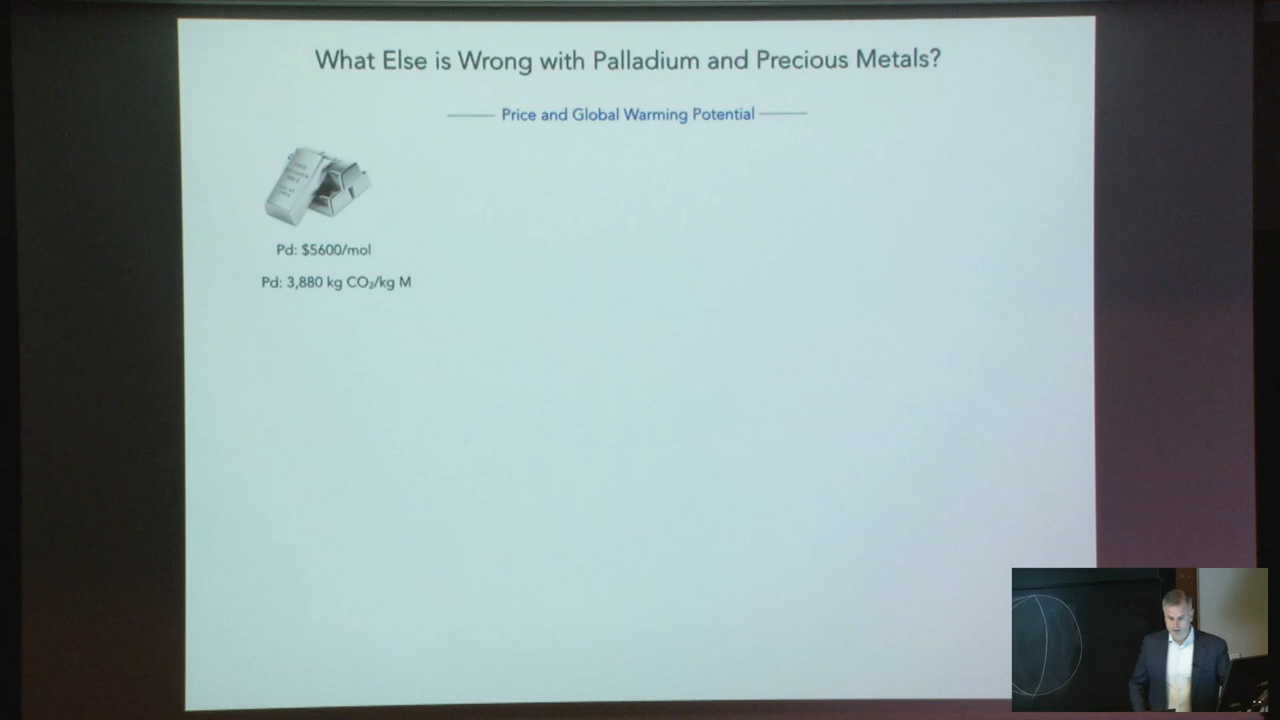 What Else is Wrong with Palladium and Precious Metals?
Price and Global Warming Potential
Pd: $5600/mol
Pd: 3,880 kg CO₂/kg M